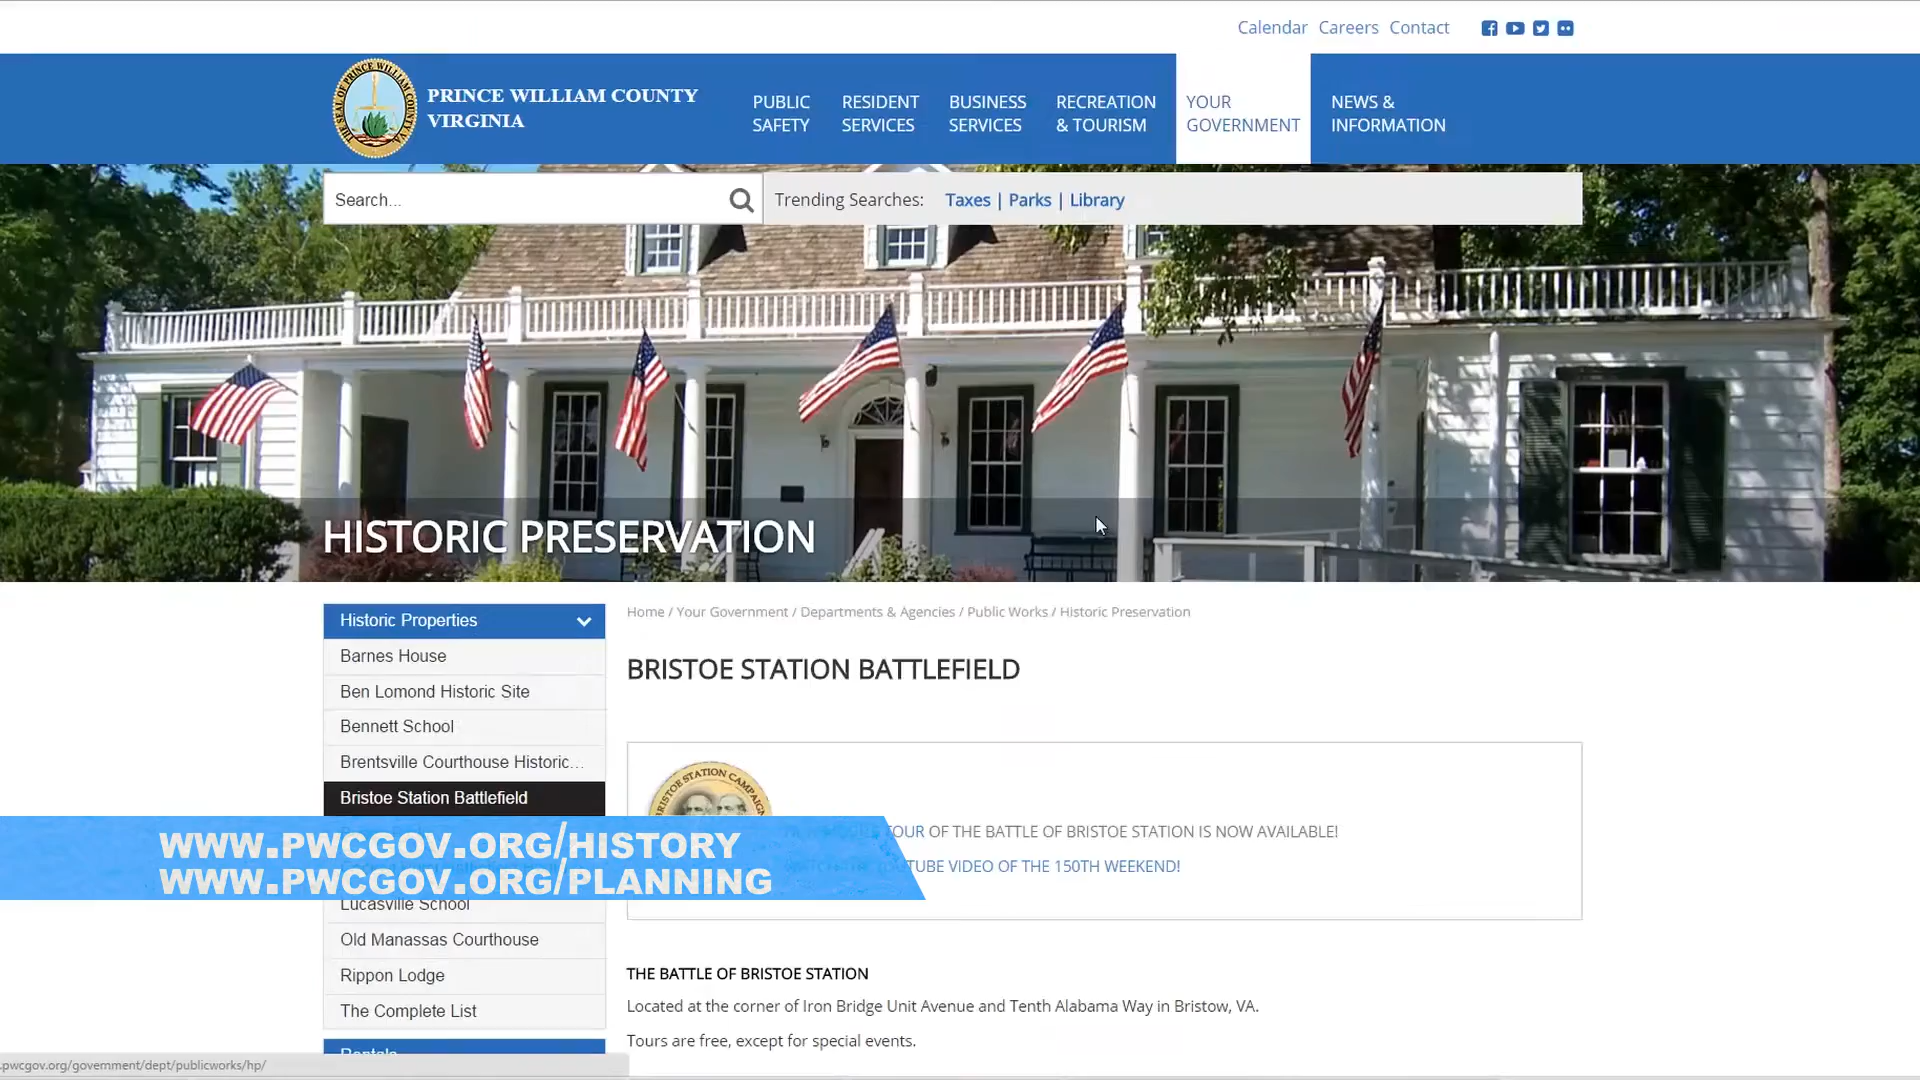 Calendar Careers Contact
PRINCE WILLIAM COUNTY
VIRGINIA
PUBLIC
SAFETY
RESIDENT
SERVICES
BUSINESS
SERVICES
RECREATION
& TOURISM
YOUR
GOVERNMENT
NEWS &
INFORMATION
Search...
Trending Searches: Taxes | Parks | Library
HISTORIC PRESERVATION
Historic Properties
Barnes House
Ben Lomond Historic Site
Bennett School
Brentsville Courthouse Historic...
Bristoe Station Battlefield
Lucasville School
Old Manassas Courthouse
Rippon Lodge
The Complete List
Rentals
Home / Your Government / Departments & Agencies / Public Works / Historic Preservation
BRISTOE STATION BATTLEFIELD
BRISTOE STATION CAMPAIGN
TOUR OF THE BATTLE OF BRISTOE STATION IS NOW AVAILABLE!
VIDEO OF THE 150TH WEEKEND!
THE BATTLE OF BRISTOE STATION
Located at the corner of Iron Bridge Unit Avenue and Tenth Alabama Way in Bristow, VA.
Tours are free, except for special events.
WWW.PWCGOV.ORG/HISTORY
WWW.PWCGOV.ORG/PLANNING
.pwcgov.org/government/dept/publicworks/hp/